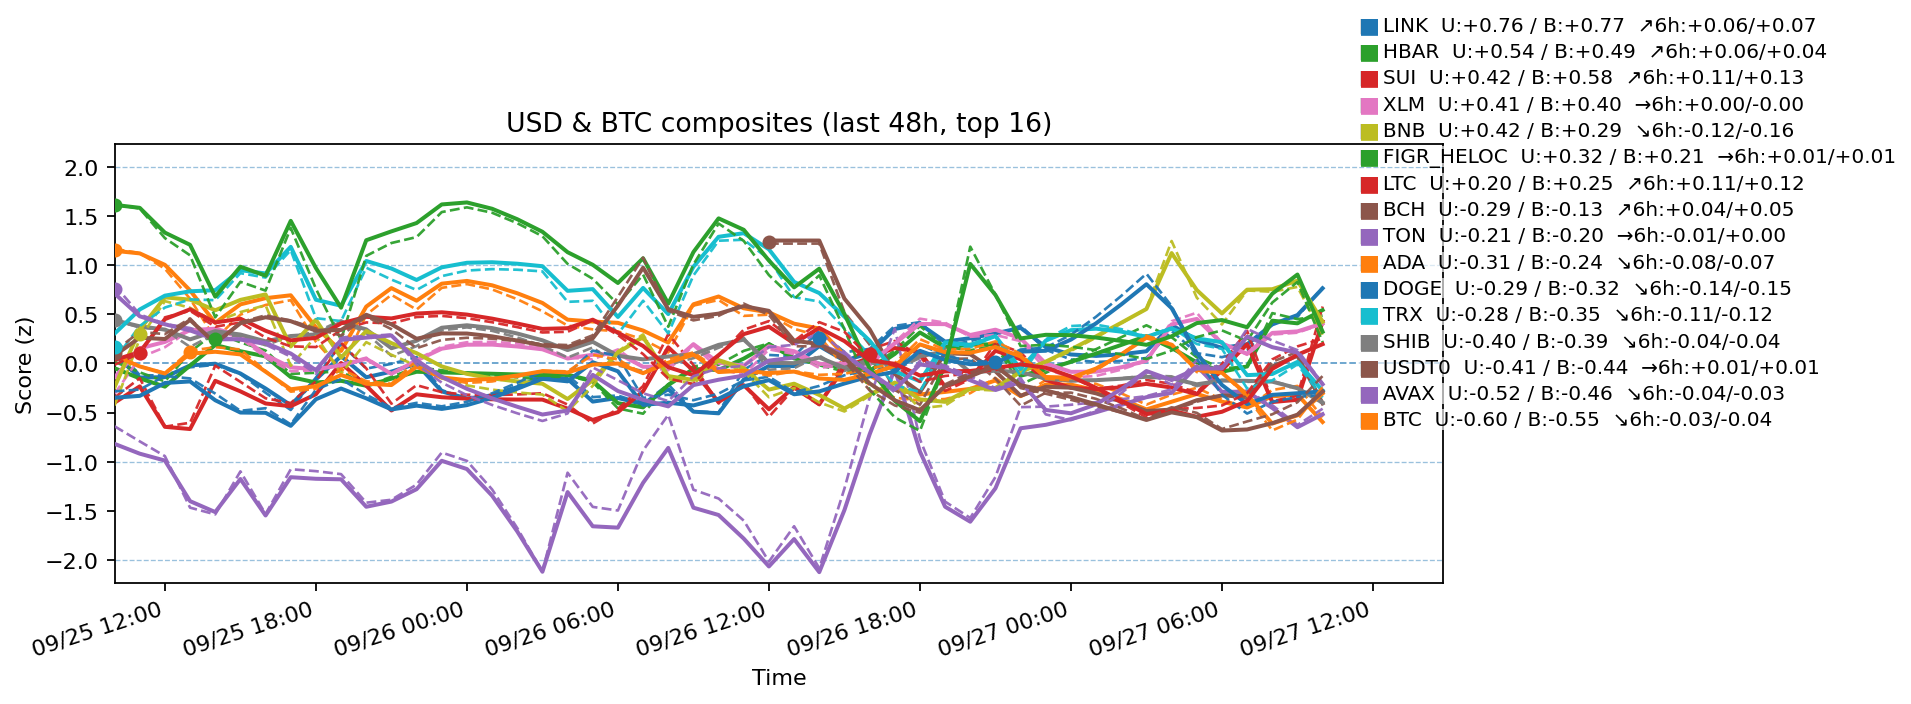 LINK  U:+0.76 / B:+0.77  ↗6h:+0.06/+0.07
HBAR  U:+0.54 / B:+0.49  ↗6h:+0.06/+0.04
SUI  U:+0.42 / B:+0.58  ↗6h:+0.11/+0.13
XLM  U:+0.41 / B:+0.40  →6h:+0.00/-0.00
BNB  U:+0.42 / B:+0.29  ↘6h:-0.12/-0.16
FIGR_HELOC  U:+0.32 / B:+0.21  →6h:+0.01/+0.01
LTC  U:+0.20 / B:+0.25  ↗6h:+0.11/+0.12
BCH  U:-0.29 / B:-0.13  ↗6h:+0.04/+0.05
TON  U:-0.21 / B:-0.20  →6h:-0.01/+0.00
ADA  U:-0.31 / B:-0.24  ↘6h:-0.08/-0.07
DOGE  U:-0.29 / B:-0.32  ↘6h:-0.14/-0.15
TRX  U:-0.28 / B:-0.35  ↘6h:-0.11/-0.12
SHIB  U:-0.40 / B:-0.39  ↘6h:-0.04/-0.04
USDT0  U:-0.41 / B:-0.44  →6h:+0.01/+0.01
AVAX  U:-0.52 / B:-0.46  ↘6h:-0.04/-0.03
BTC  U:-0.60 / B:-0.55  ↘6h:-0.03/-0.04
USD & BTC composites (last 48h, top 16)
Score (z)
2.0
1.5
1.0
0.5
0.0
−0.5
−1.0
−1.5
−2.0
09/25 12:00
09/25 18:00
09/26 00:00
09/26 06:00
09/26 12:00
09/26 18:00
09/27 00:00
09/27 06:00
09/27 12:00
Time